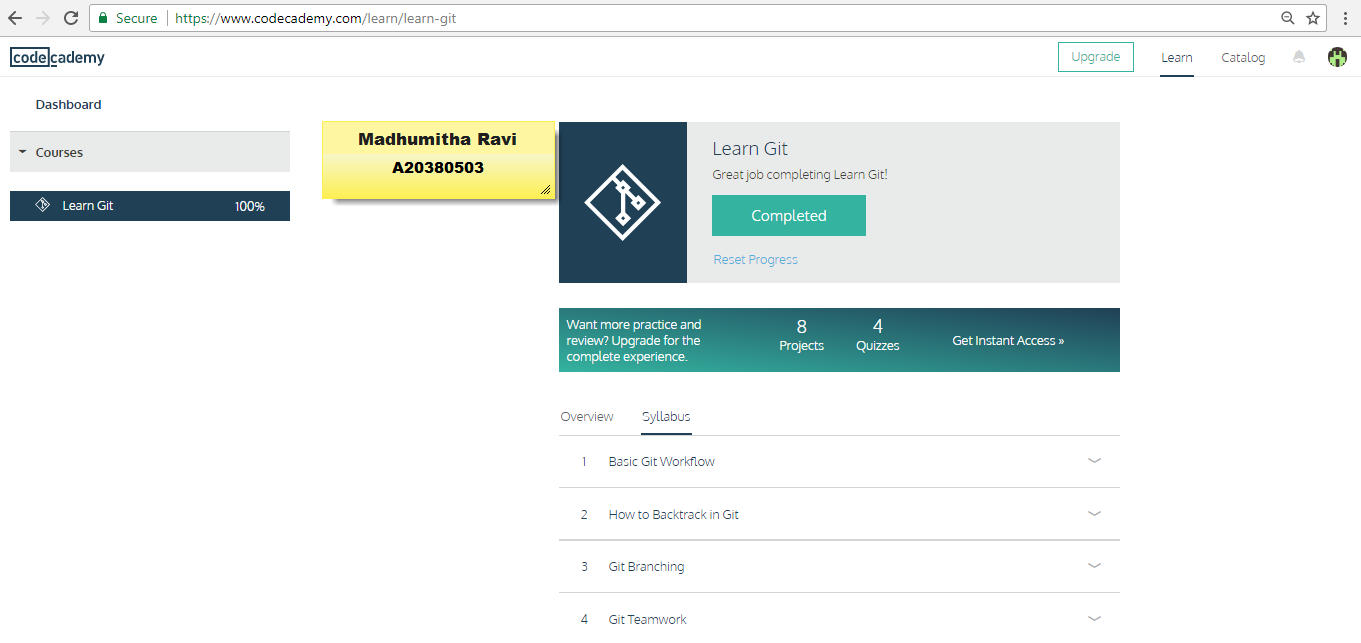 Secure https://www.codecademy.com/learn/learn-git
codecademy
Upgrade Learn Catalog
Dashboard
Courses
Learn Git 100%
Madhumitha Ravi
A20380503
Learn Git
Great job completing Learn Git!
Completed
Reset Progress
Want more practice and
review? Upgrade for the
complete experience.
8
Projects
4
Quizzes
Get Instant Access »
Overview Syllabus
1 Basic Git Workflow
2 How to Backtrack in Git
3 Git Branching
4 Git Teamwork